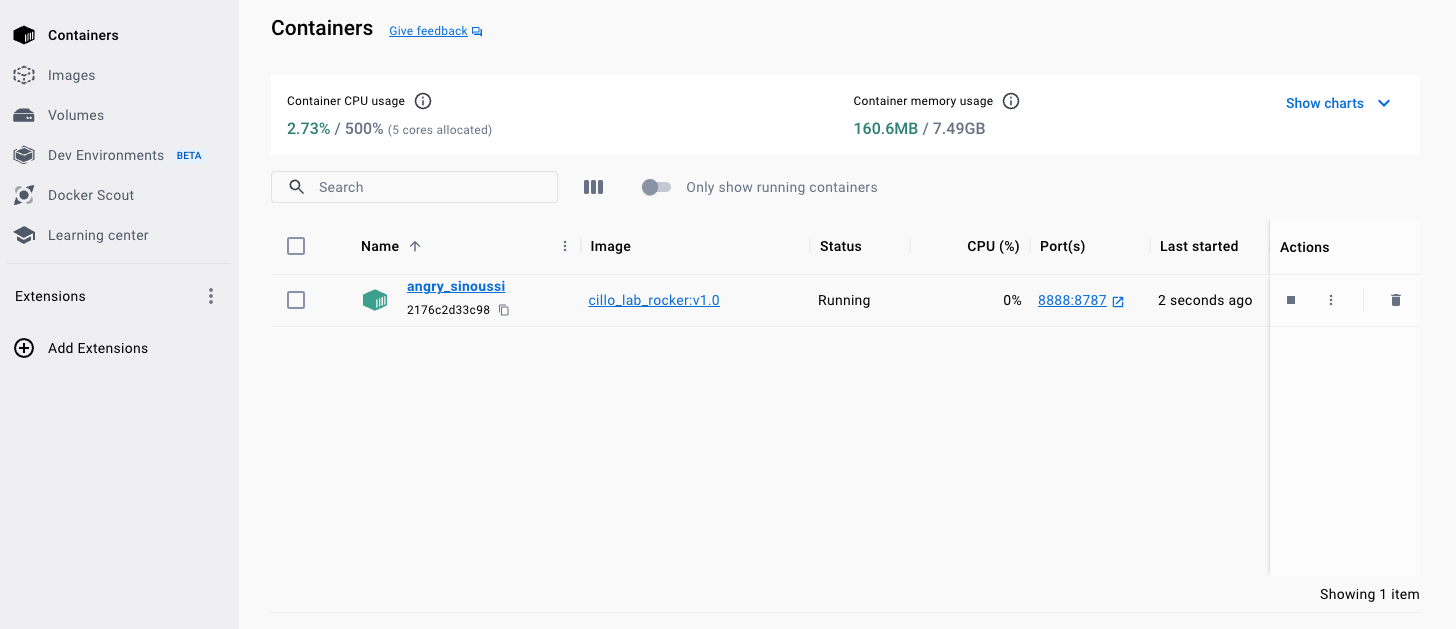 Containers
Images
Volumes
Dev Environments BETA
Docker Scout
Learning center
Extensions
Add Extensions
Containers Give feedback
Container CPU usage
2.73% / 500% (5 cores allocated)
Container memory usage
160.6MB / 7.49GB
Show charts
Search
Only show running containers
Name Image Status CPU (%) Port(s) Last started Actions
angry_sinoussi
2176c2d33c98
cillo_lab_rocker:v1.0 Running 0% 8888:8787 2 seconds ago
Showing 1 item